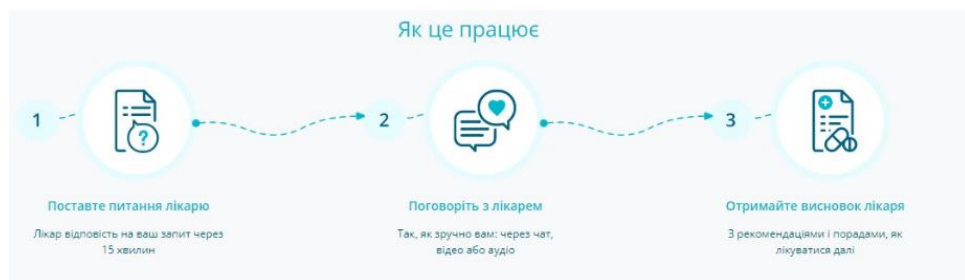 Як це працює
1
2
3
?
Поставте питання лікарю
Лікар відповість на ваш запит через
15 хвилин
Поговоріть з лікарем
Так, як зручно вам: через чат,
відео або аудіо
Отримайте висновок лікаря
З рекомендаціями і порадами, як
лікуватися далі